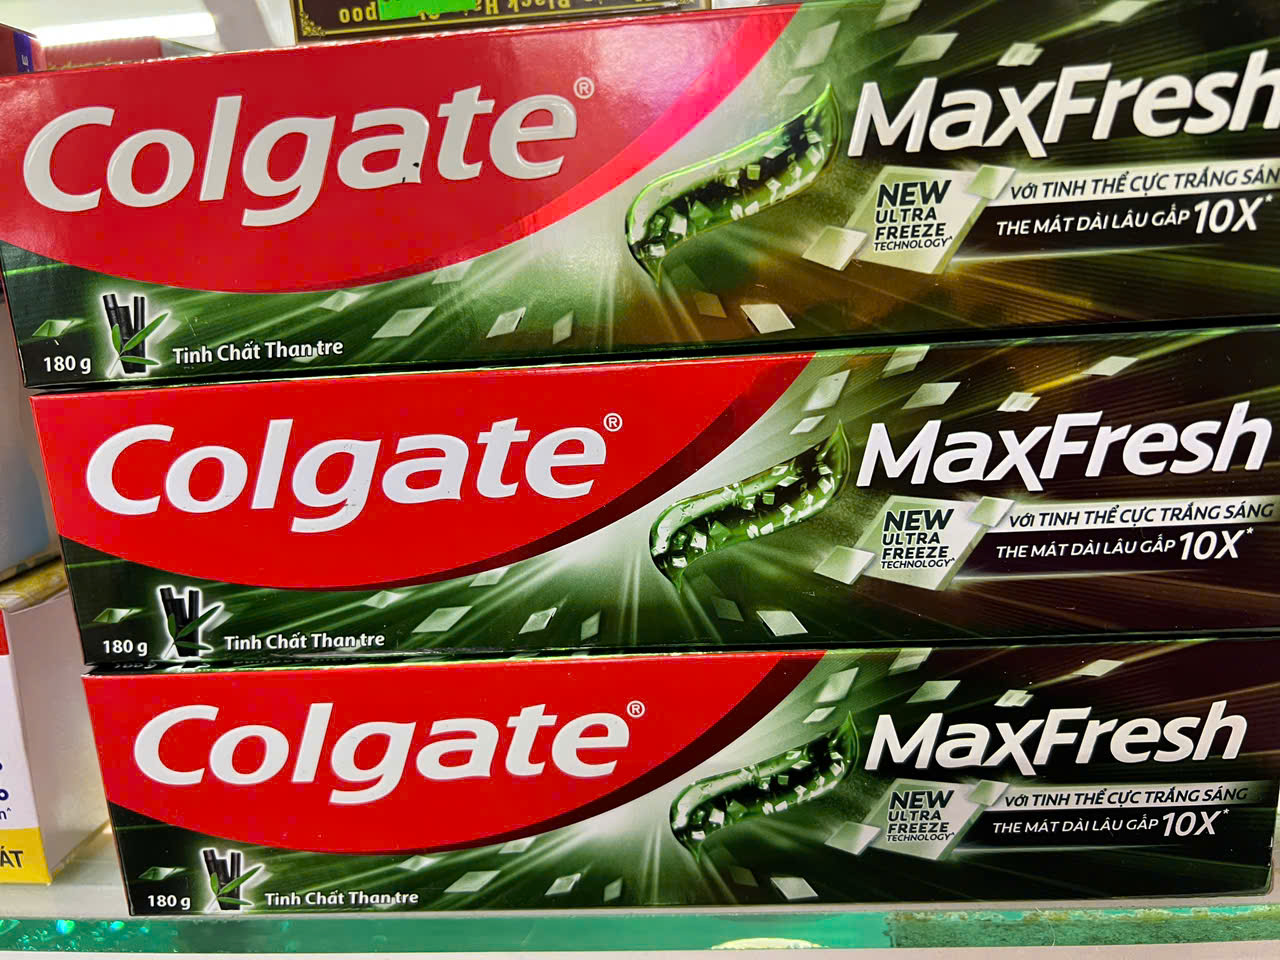 Colgate®
MaxFresh
NEW
ULTRA
FREEZE
TECHNOLOGY^
VỚI TINH THỂ CỰC TRẮNG SÁN
THE MÁT DÀI LÂU GẤP 10X*
180 g
Tinh Chất Than tre
Colgate®
MaxFresh
NEW
ULTRA
FREEZE
TECHNOLOGY^
VỚI TINH THỂ CỰC TRẮNG SÁNG
THE MÁT DÀI LÂU GẤP 10X*
180 g
Tinh Chất Than tre
Colgate®
MaxFresh
NEW
ULTRA
FREEZE
TECHNOLOGY^
VỚI TINH THỂ CỰC TRẮNG SÁNG
THE MÁT DÀI LÂU GẤP 10X*
180 g
Tinh Chất Than tre
ÁT